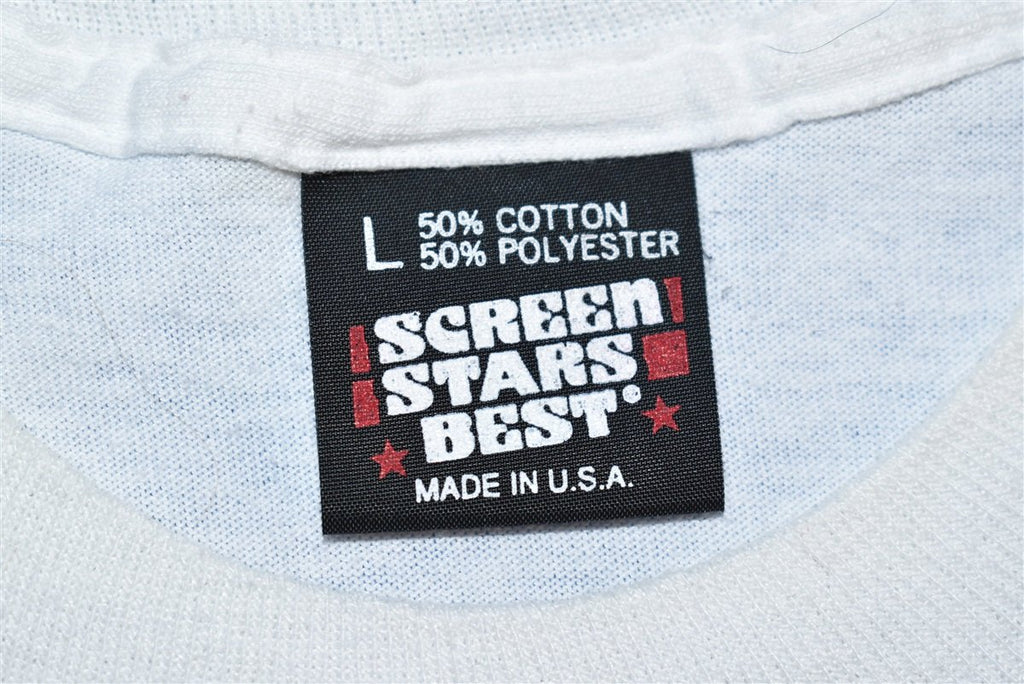 L 50% COTTON
50% POLYESTER
SCREEN
STARS
BEST®
MADE IN U.S.A.